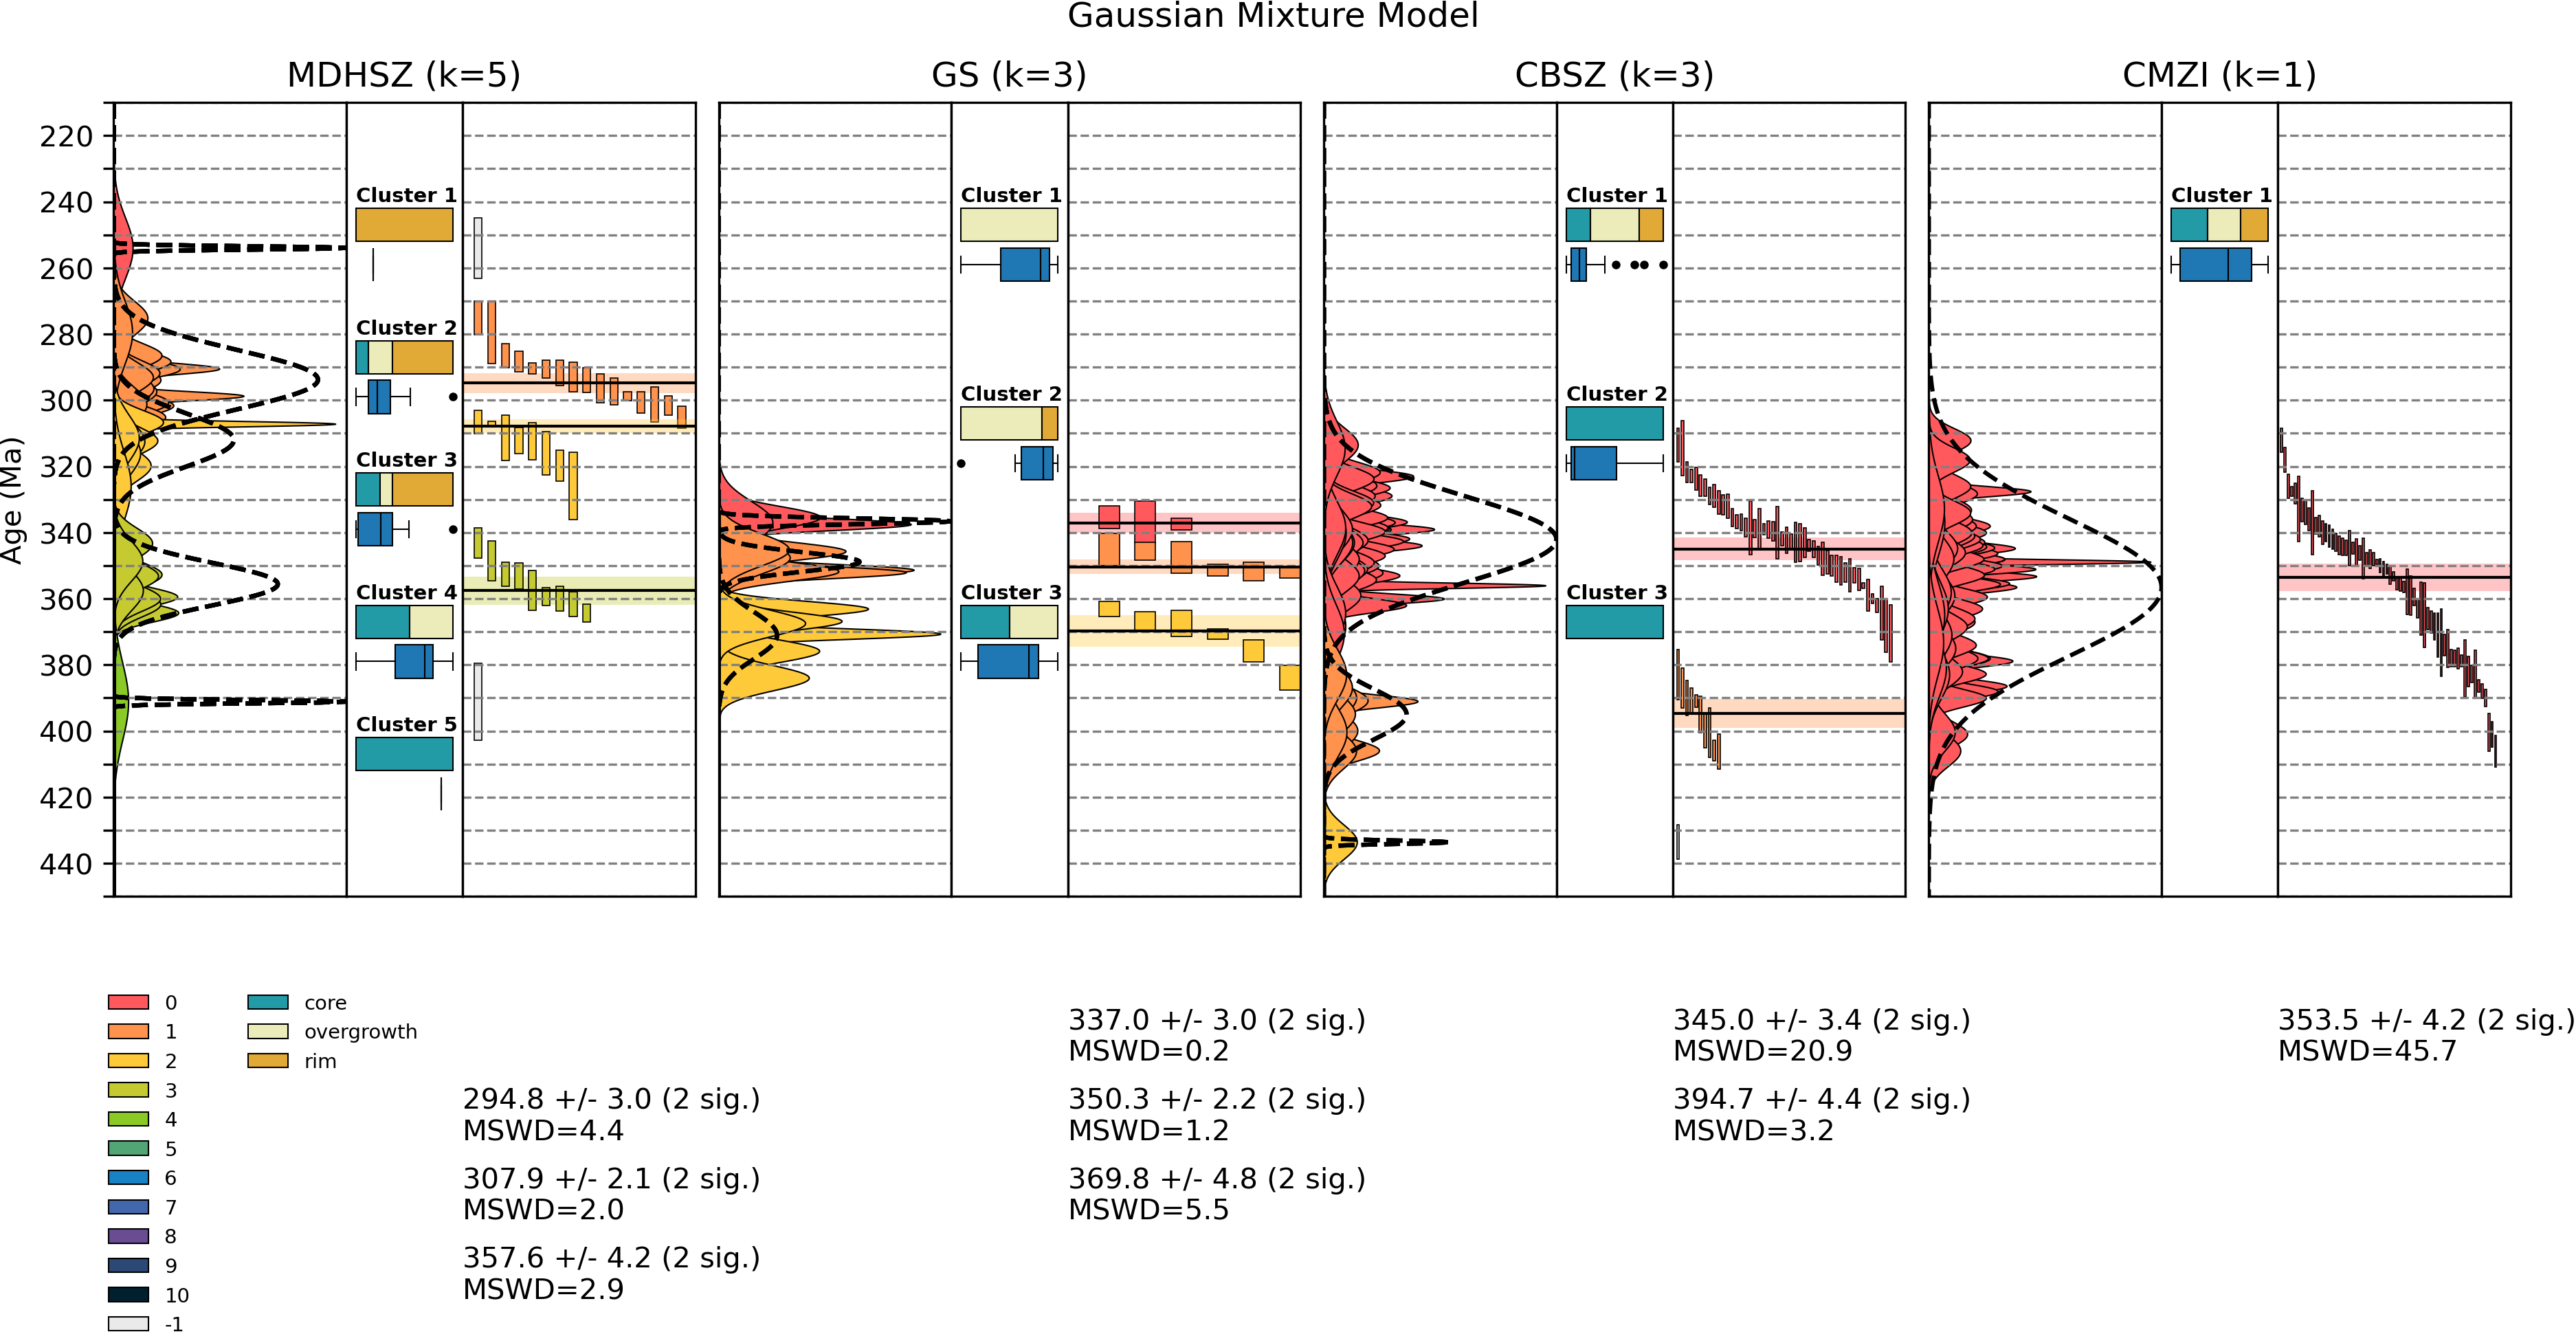 Gaussian Mixture Model
MDHSZ (k=5)
GS (k=3)
CBSZ (k=3)
CMZI (k=1)
Age (Ma)
220
240
260
280
300
320
340
360
380
400
420
440
Cluster 1
Cluster 2
Cluster 3
Cluster 4
Cluster 5
Cluster 1
Cluster 2
Cluster 3
Cluster 1
Cluster 2
Cluster 3
Cluster 1
0
1
2
3
4
5
6
7
8
9
10
-1
core
overgrowth
rim
294.8 +/- 3.0 (2 sig.)
MSWD=4.4
307.9 +/- 2.1 (2 sig.)
MSWD=2.0
357.6 +/- 4.2 (2 sig.)
MSWD=2.9
337.0 +/- 3.0 (2 sig.)
MSWD=0.2
350.3 +/- 2.2 (2 sig.)
MSWD=1.2
369.8 +/- 4.8 (2 sig.)
MSWD=5.5
345.0 +/- 3.4 (2 sig.)
MSWD=20.9
394.7 +/- 4.4 (2 sig.)
MSWD=3.2
353.5 +/- 4.2 (2 sig.)
MSWD=45.7